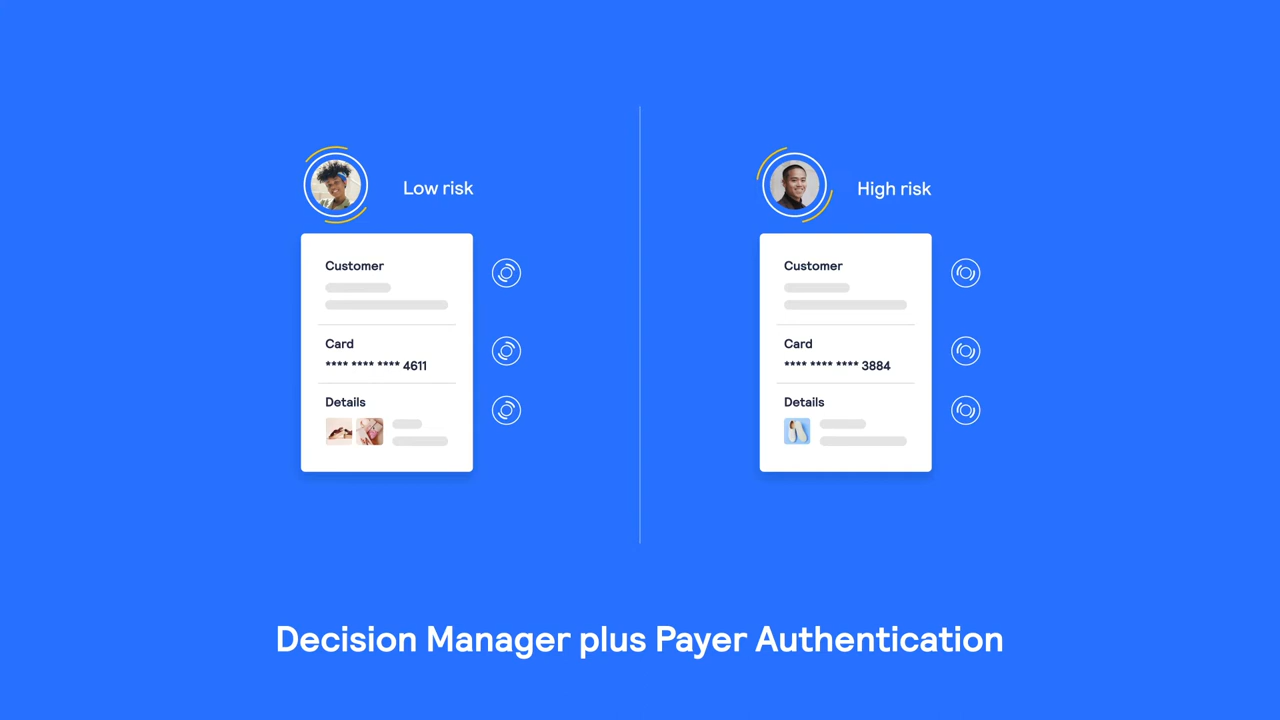 Low risk
Customer
Card
**** **** **** 4611
Details
High risk
Customer
Card
**** **** **** 3884
Details
Decision Manager plus Payer Authentication